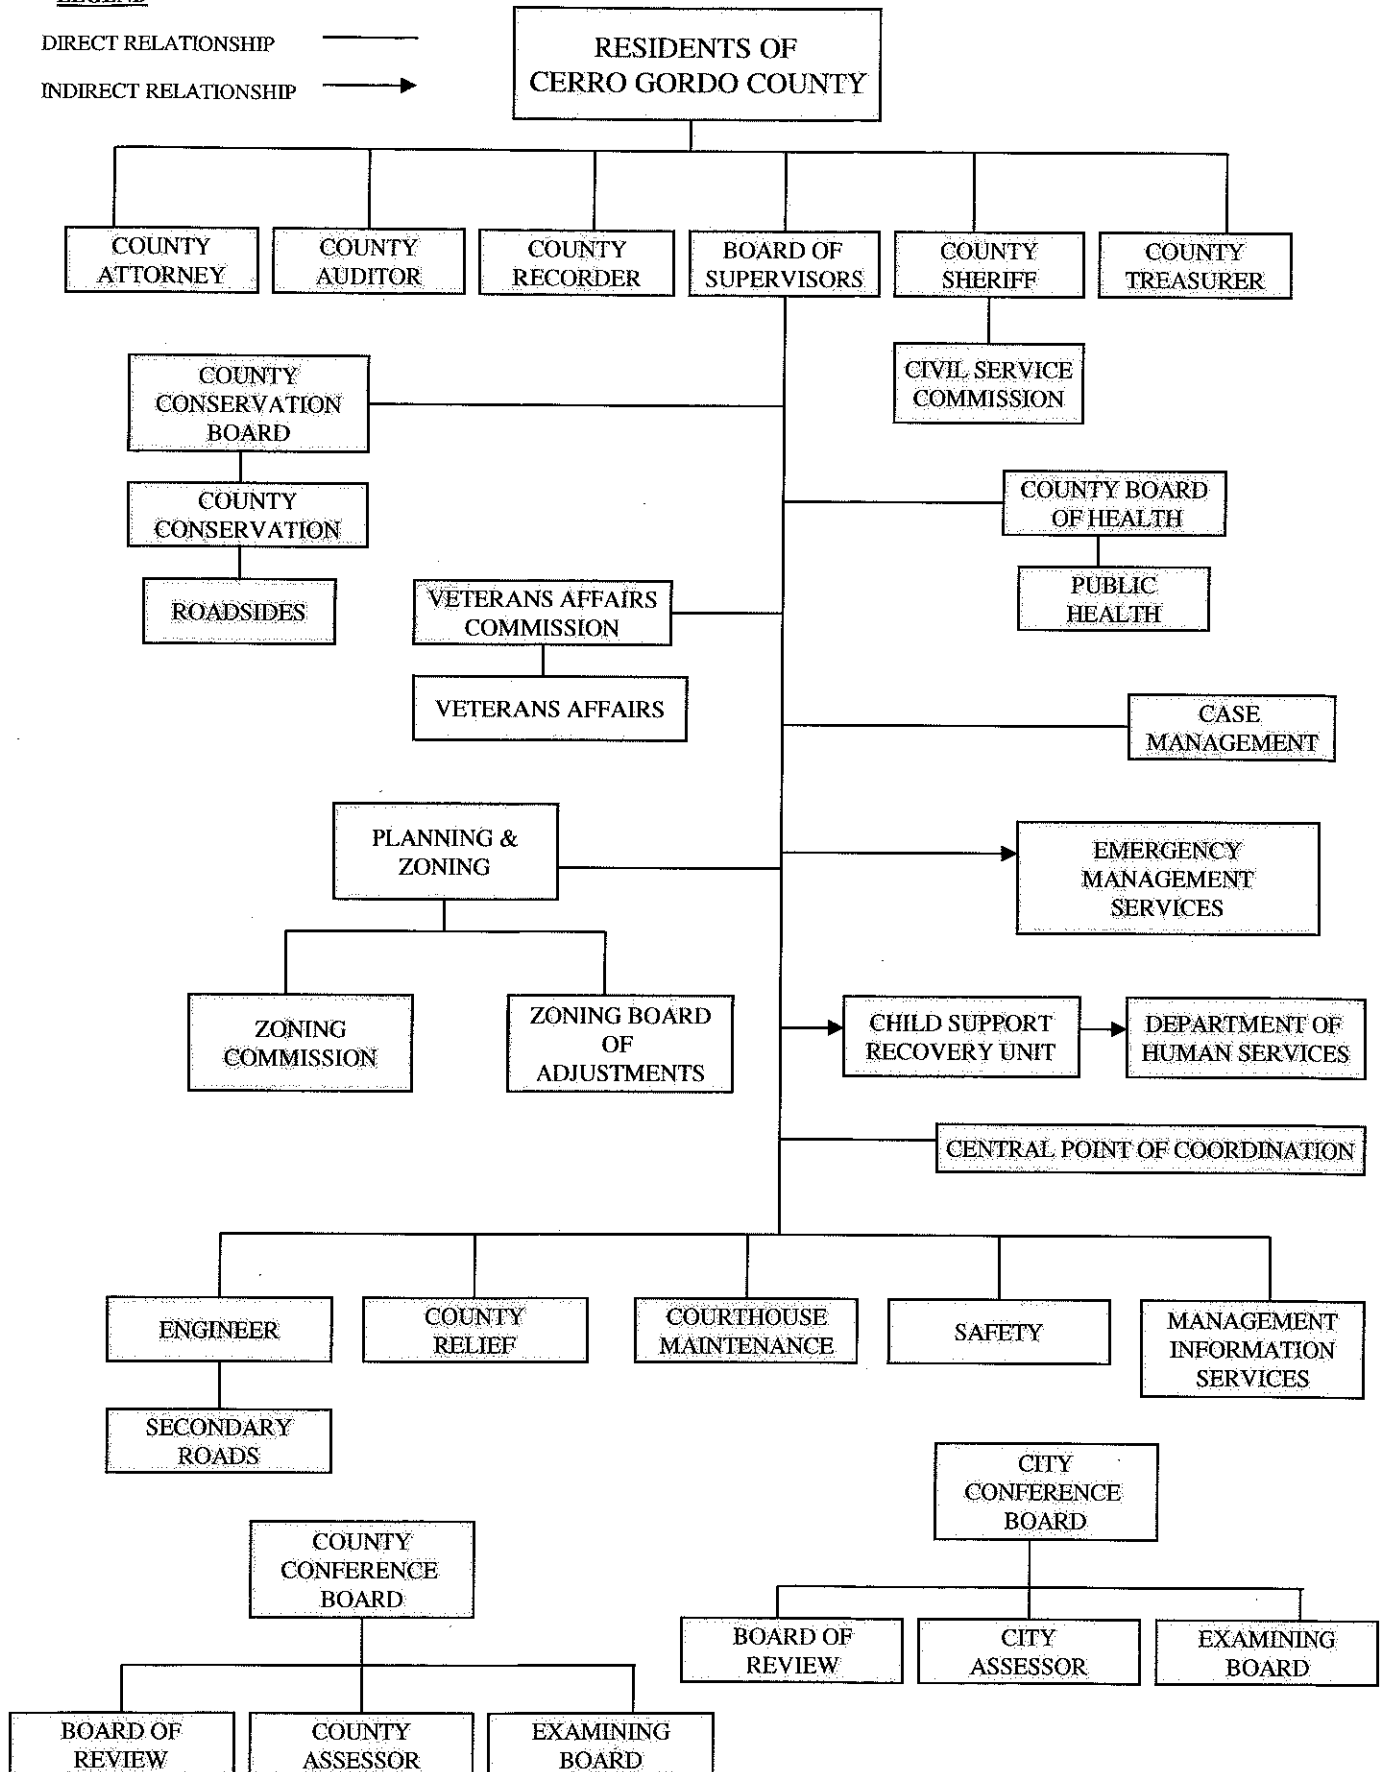 LEGEND
DIRECT RELATIONSHIP
INDIRECT RELATIONSHIP
RESIDENTS OF
CERRO GORDO COUNTY
COUNTY
ATTORNEY
COUNTY
AUDITOR
COUNTY
RECORDER
BOARD OF
SUPERVISORS
COUNTY
SHERIFF
COUNTY
TREASURER
COUNTY
CONSERVATION
BOARD
CIVIL SERVICE
COMMISSION
COUNTY
CONSERVATION
COUNTY BOARD
OF HEALTH
ROADSIDES
VETERANS AFFAIRS
COMMISSION
PUBLIC
HEALTH
VETERANS AFFAIRS
CASE
MANAGEMENT
PLANNING &
ZONING
EMERGENCY
MANAGEMENT
SERVICES
ZONING
COMMISSION
ZONING BOARD
OF
ADJUSTMENTS
CHILD SUPPORT
RECOVERY UNIT
DEPARTMENT OF
HUMAN SERVICES
CENTRAL POINT OF COORDINATION
ENGINEER
COUNTY
RELIEF
COURTHOUSE
MAINTENANCE
SAFETY
MANAGEMENT
INFORMATION
SERVICES
SECONDARY
ROADS
CITY
CONFERENCE
BOARD
COUNTY
CONFERENCE
BOARD
BOARD OF
REVIEW
CITY
ASSESSOR
EXAMINING
BOARD
BOARD OF
REVIEW
COUNTY
ASSESSOR
EXAMINING
BOARD